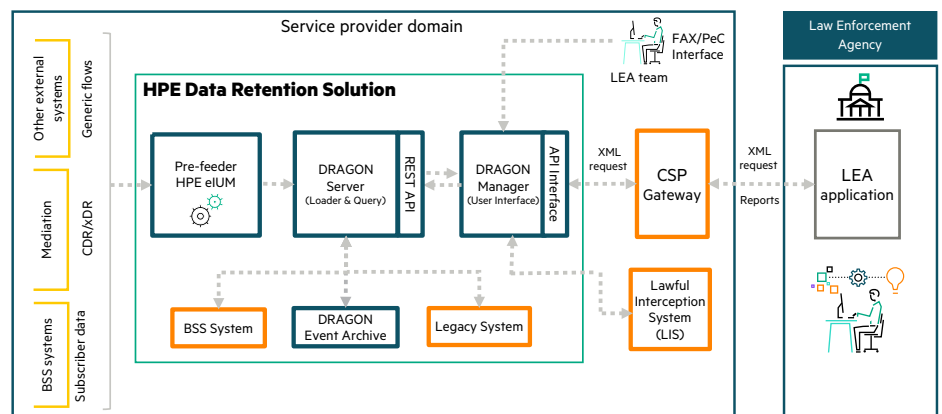 Service provider domain
Law Enforcement
Agency
FAX/PeC
Interface
LEA team
Other external
systems
Generic flows
HPE Data Retention Solution
Pre-feeder
HPE eIUM
DRAGON
Server
(Loader & Query)
REST API
DRAGON
Manager
(User Interface)
API Interface
XML
request
CSP
Gateway
XML
request
Reports
LEA
application
Mediation
CDR/xDR
BSS systems
Subscriber data
BSS System
DRAGON
Event Archive
Legacy System
Lawful
Interception
System
(LIS)